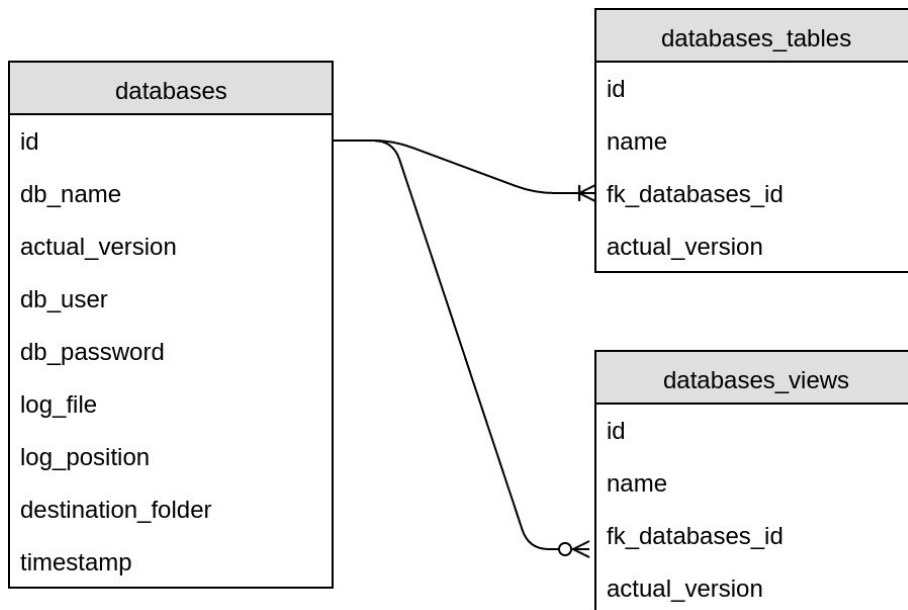 databases
id
db_name
actual_version
db_user
db_password
log_file
log_position
destination_folder
timestamp
databases_tables
id
name
fk_databases_id
actual_version
databases_views
id
name
fk_databases_id
actual_version